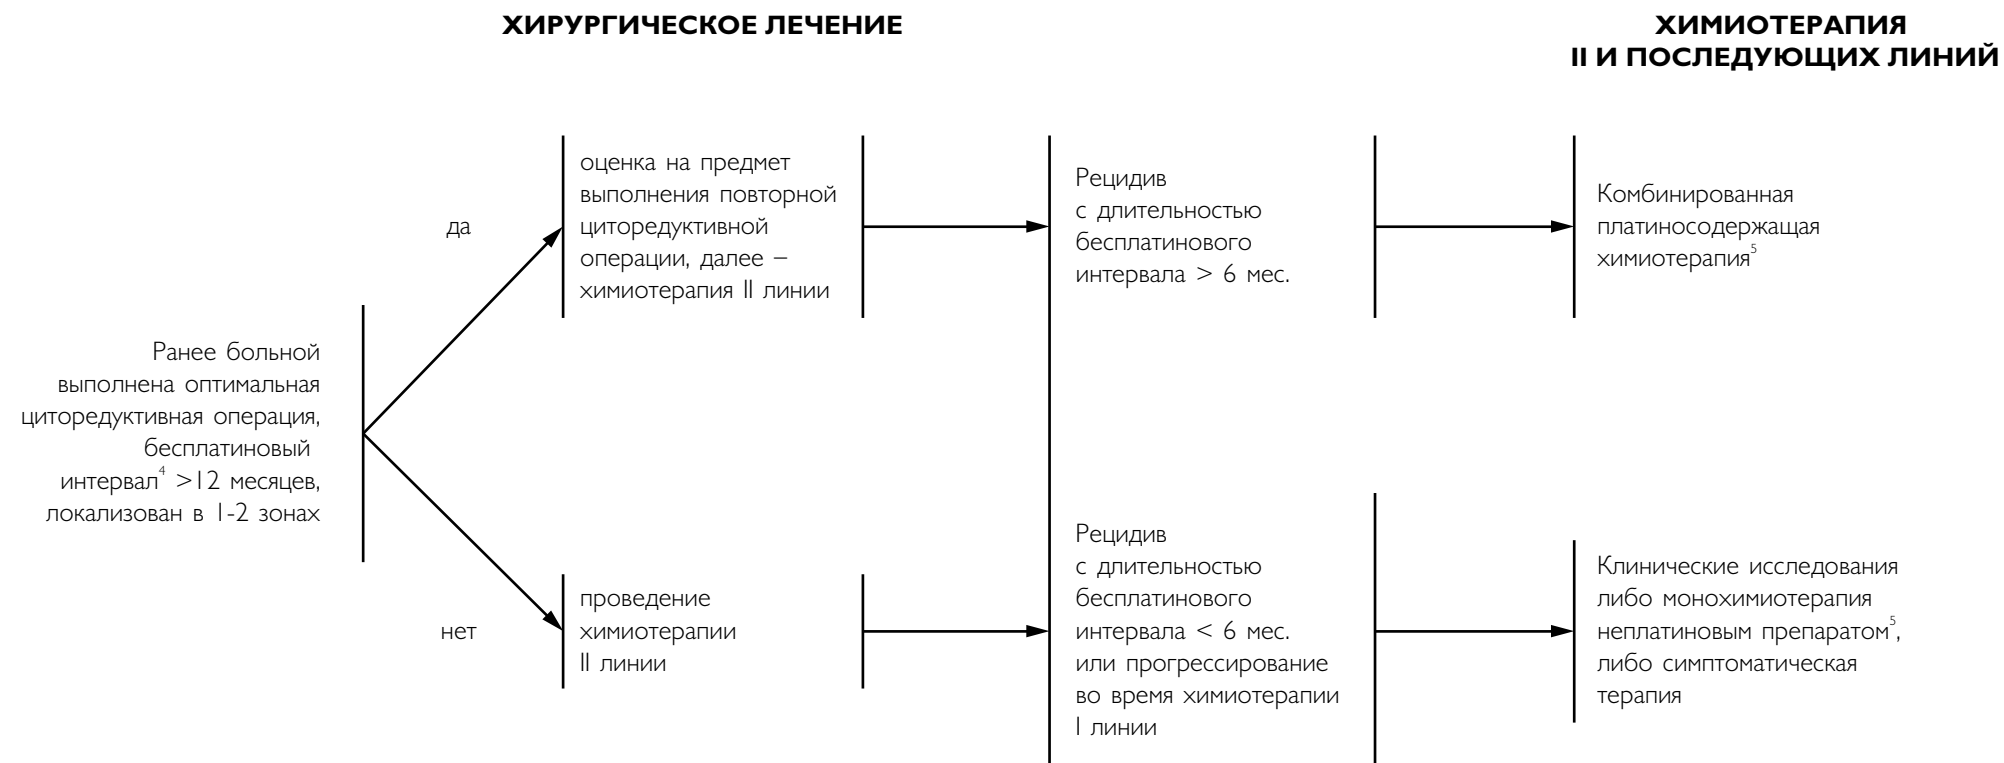 ХИРУРГИЧЕСКОЕ ЛЕЧЕНИЕ
ХИМИОТЕРАПИЯ
II И ПОСЛЕДУЮЩИХ ЛИНИЙ
Ранее больной
выполнена оптимальная
циторедуктивная операция,
бесплатиновый
интервал⁴ >12 месяцев,
локализован в 1-2 зонах
да
оценка на предмет
выполнения повторной
циторедуктивной
операции, далее –
химиотерапия II линии
Рецидив
с длительностью
бесплатинового
интервала > 6 мес.
Комбинированная
платиносодержащая
химиотерапия⁵
нет
проведение
химиотерапии
II линии
Рецидив
с длительностью
бесплатинового
интервала < 6 мес.
или прогрессирование
во время химиотерапии
I линии
Клинические исследования
либо монохимиотерапия
неплатиновым препаратом⁵,
либо симптоматическая
терапия